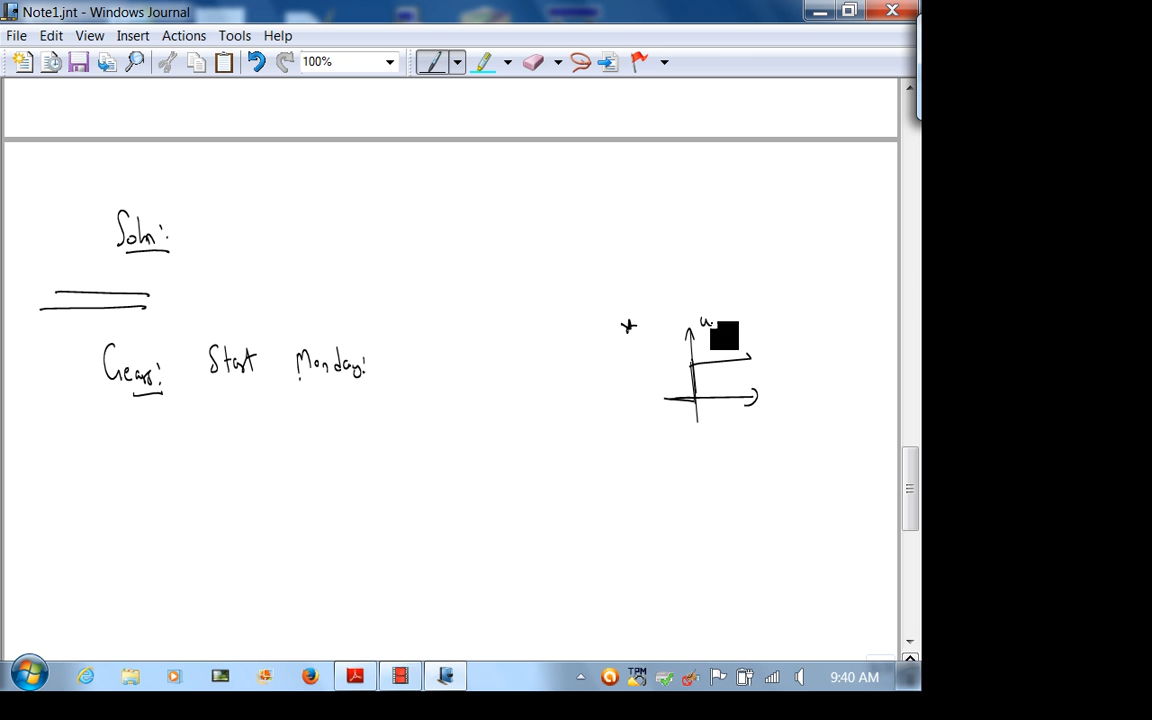 Note1.jnt - Windows Journal
File Edit View Insert Actions Tools Help
100%
Soln:
Gears: Start Monday!
u
TAM
9:40 AM